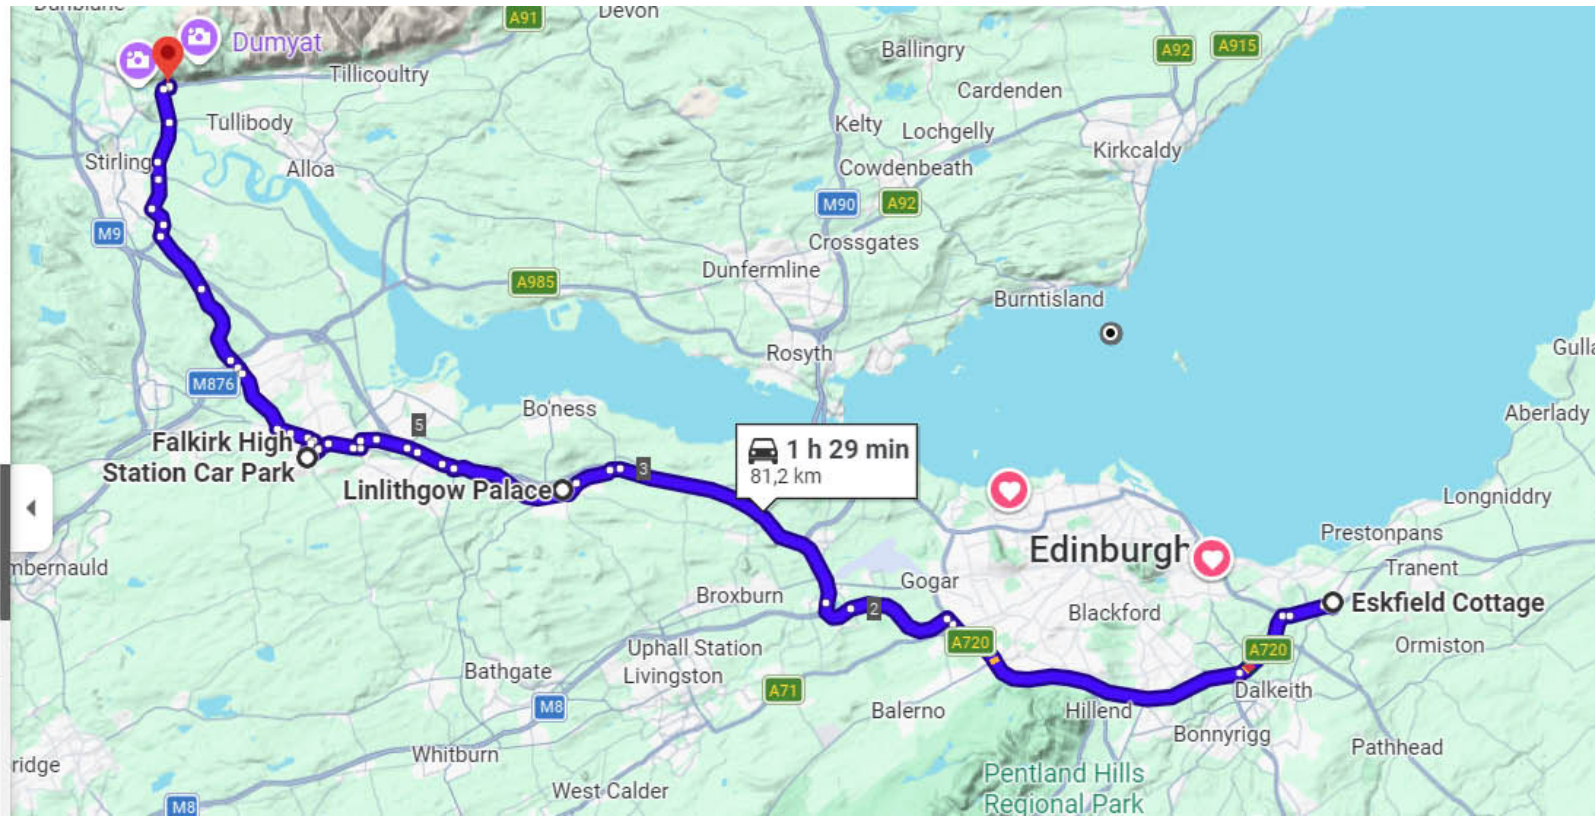 Dunblane
Devon
A91
Dumyat
Ballingry
A92
A915
Tillicoultry
Cardenden
Tullibody
Kelty
Lochgelly
Stirling
Alloa
Cowdenbeath
Kirkcaldy
M90
A92
M9
Crossgates
Dunfermline
A985
Burntisland
Rosyth
Gulla
M876
Bo'ness
Aberlady
5
Falkirk High
Station Car Park
Linlithgow Palace
3
1 h 29 min
81,2 km
Longniddry
Prestonpans
Edinburgh
mbernauld
Tranent
Gogar
Broxburn
2
Blackford
Eskfield Cottage
A720
A720
Ormiston
Uphall Station
Livingston
Bathgate
A71
Dalkeith
M8
Balerno
Hillend
Bonnyrigg
Pathhead
Whitburn
ridge
Pentland Hills
Regional Park
West Calder
M8